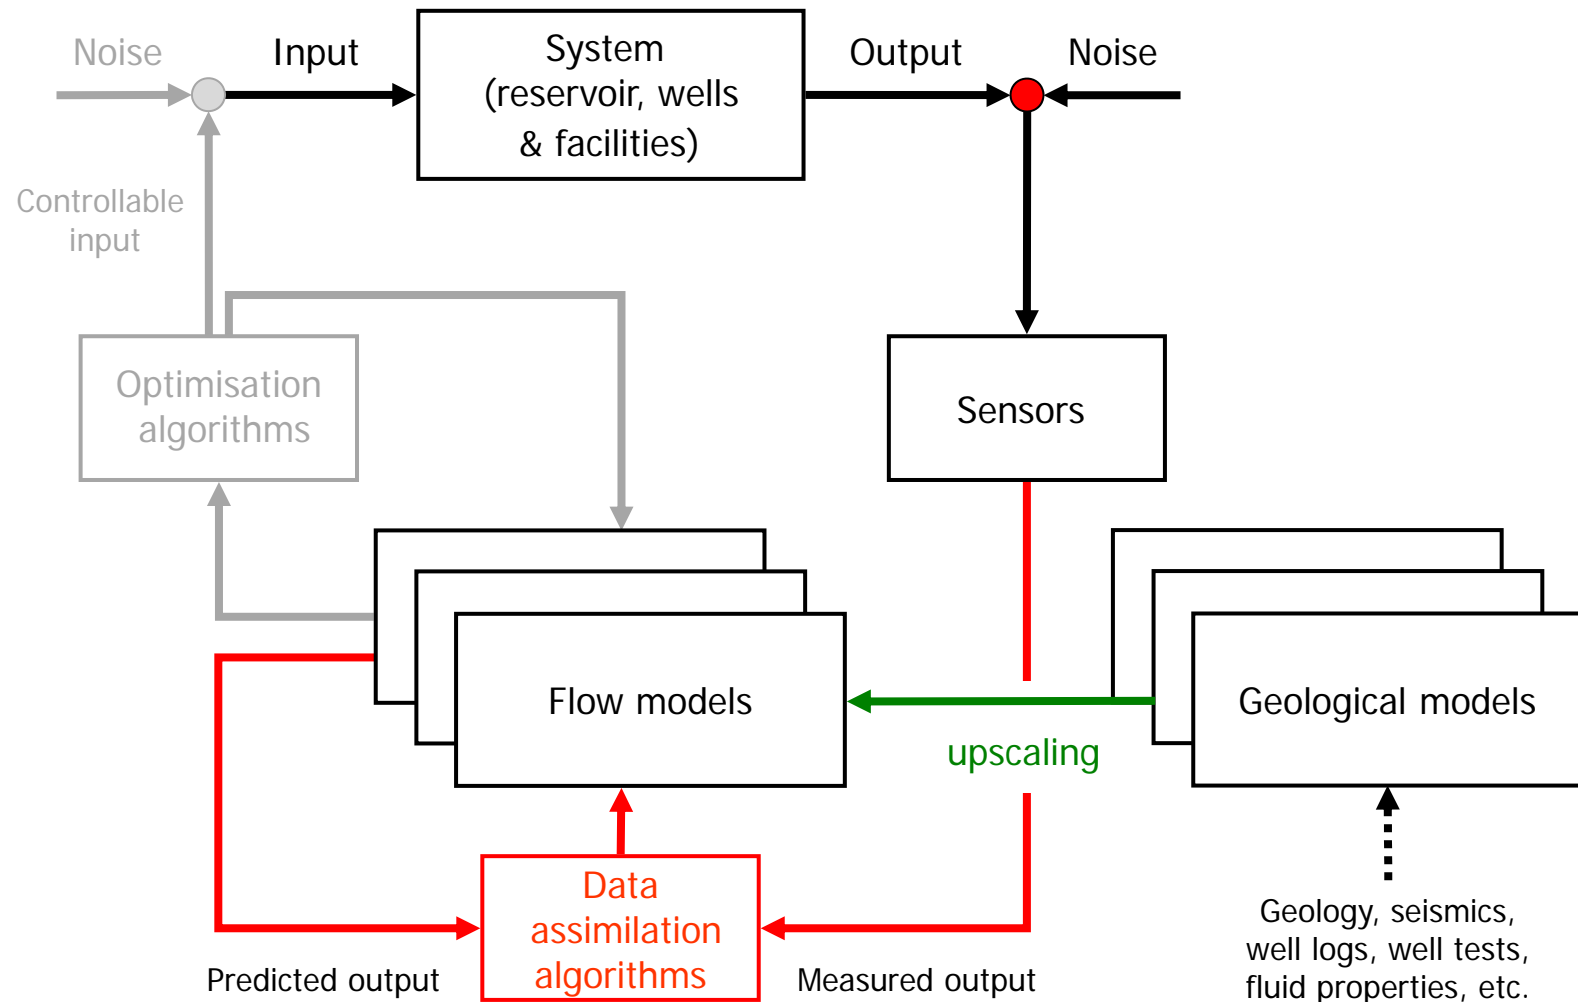 Noise
Input
System
(reservoir, wells
& facilities)
Output
Noise
Controllable
input
Optimisation
algorithms
Sensors
Flow models
upscaling
Geological models
Data
assimilation
algorithms
Predicted output
Measured output
Geology, seismics,
well logs, well tests,
fluid properties, etc.